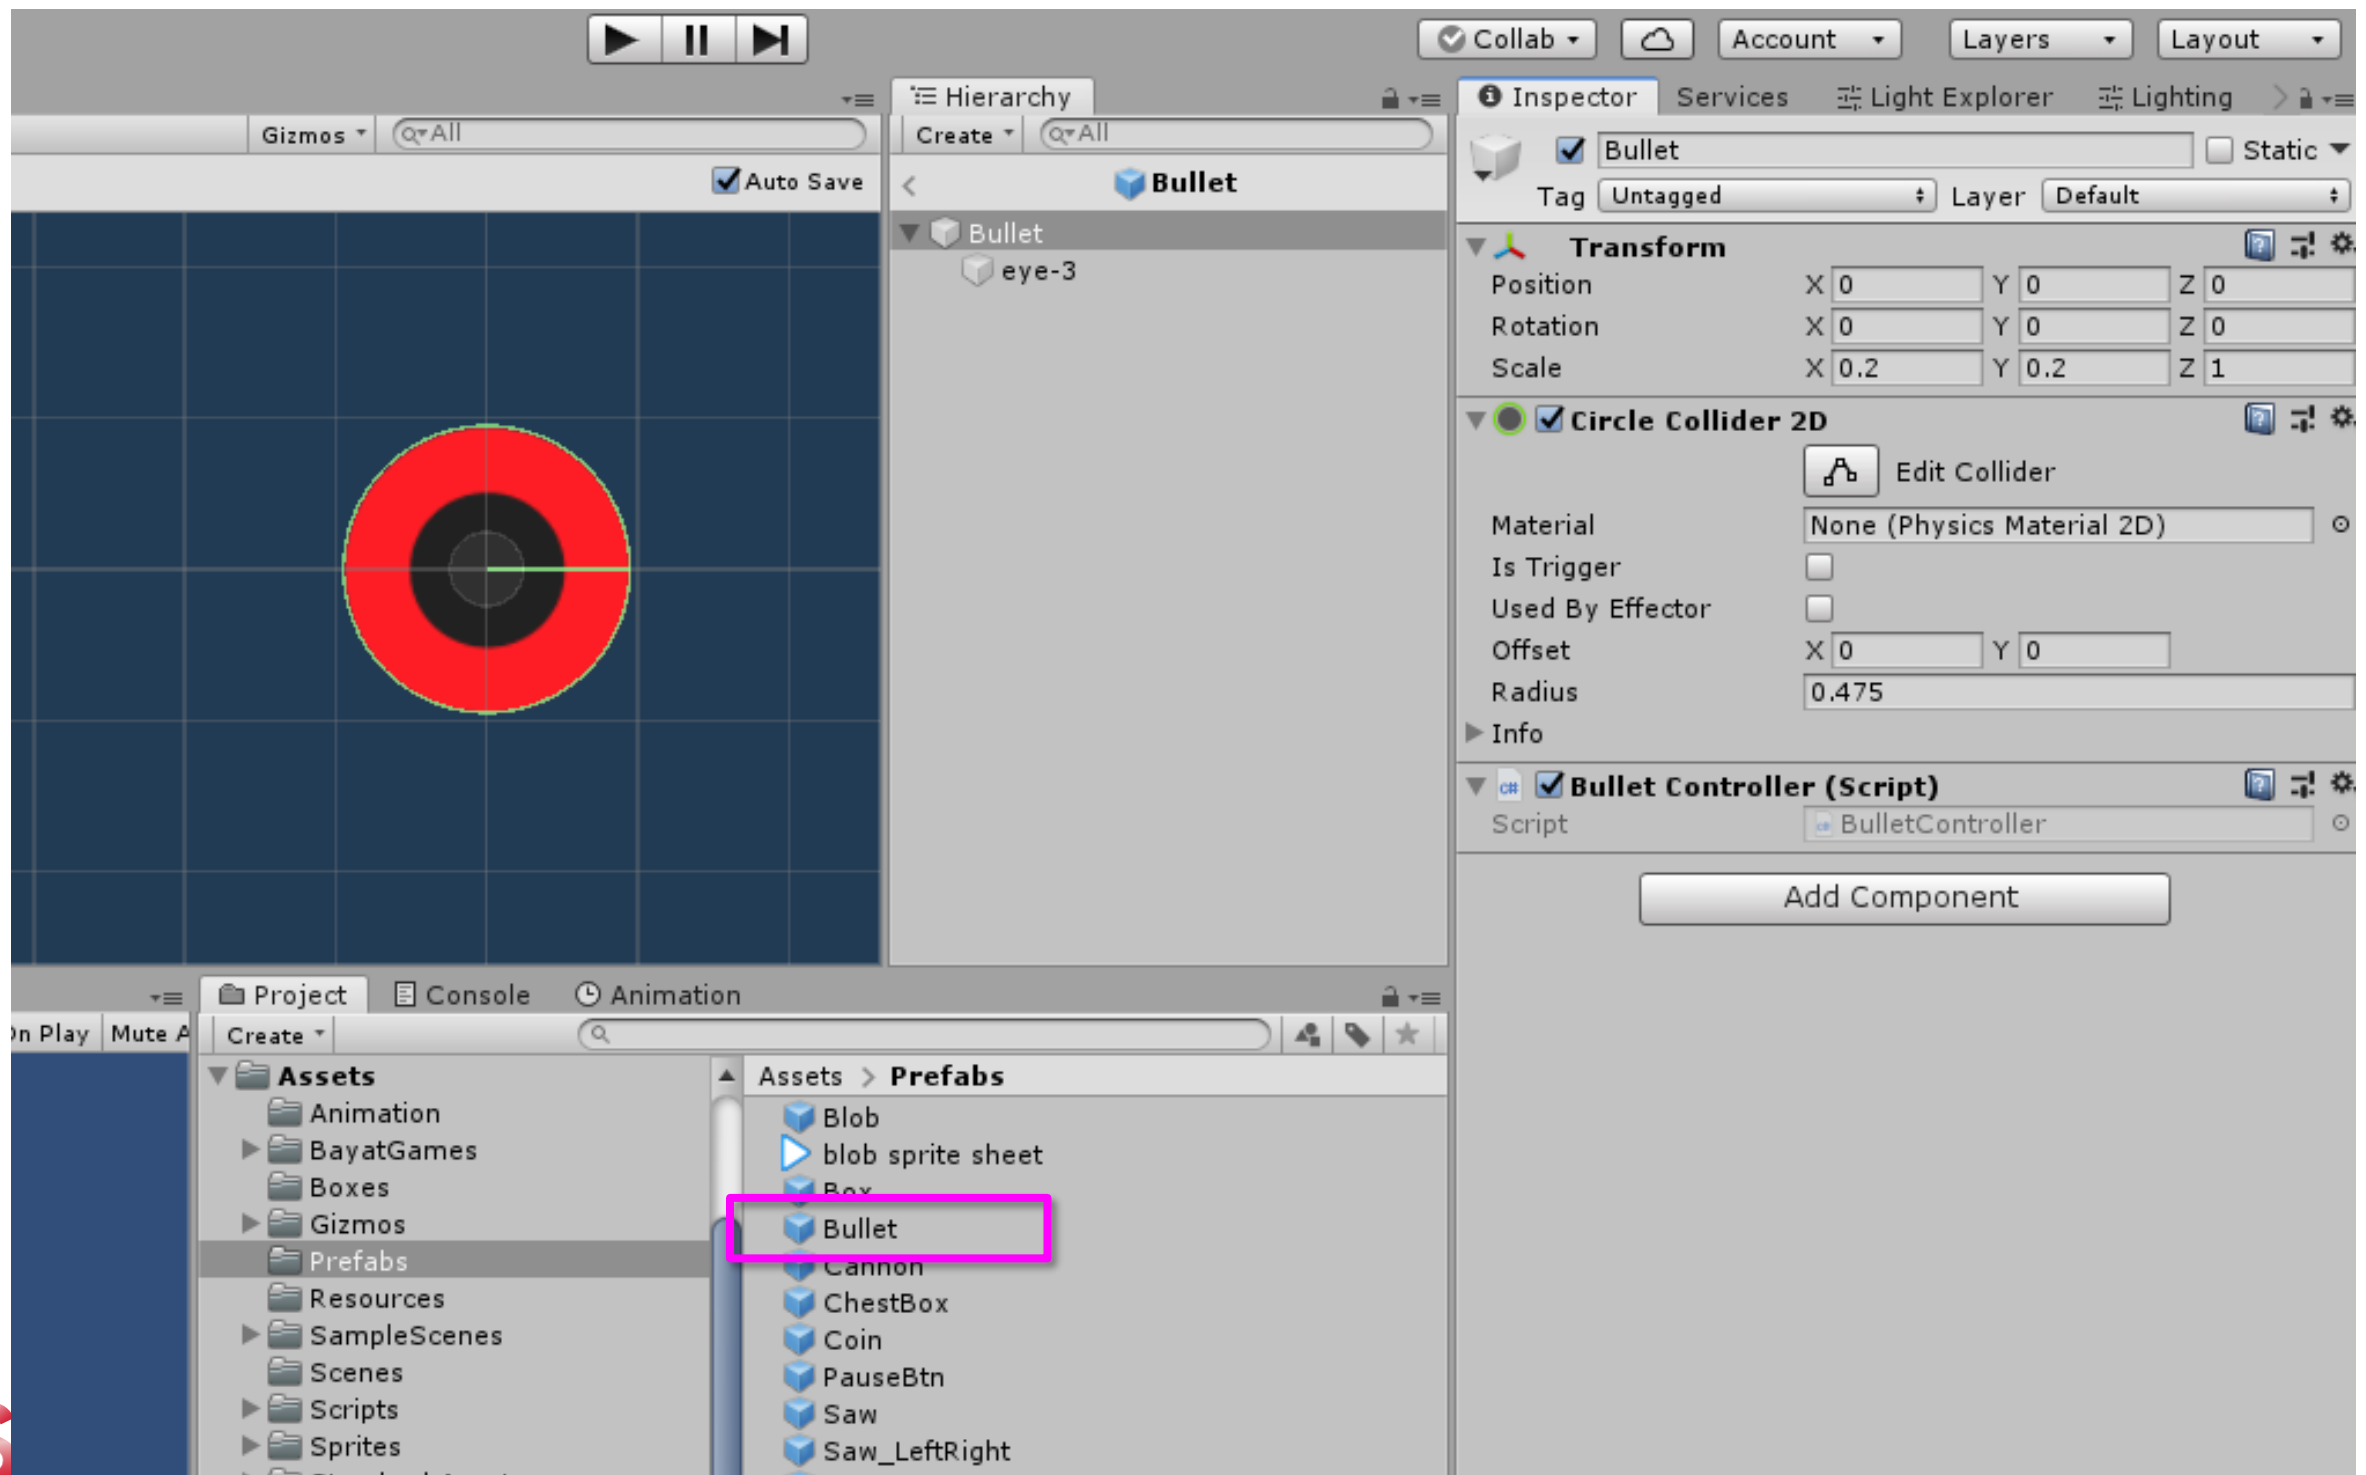 Collab
Account
Layers
Layout
Gizmos
All
Auto Save
Hierarchy
Create
All
Bullet
Bullet
eye-3
Inspector Services Light Explorer Lighting
Bullet
Static
Tag Untagged Layer Default
Transform
Position X 0 Y 0 Z 0
Rotation X 0 Y 0 Z 0
Scale X 0.2 Y 0.2 Z 1
Circle Collider 2D
Edit Collider
Material None (Physics Material 2D)
Is Trigger
Used By Effector
Offset X 0 Y 0
Radius 0.475
Info
Bullet Controller (Script)
Script BulletController
Add Component
On Play Mute A
Project Console Animation
Create
Assets
Animation
BayatGames
Boxes
Gizmos
Prefabs
Resources
SampleScenes
Scenes
Scripts
Sprites
Assets > Prefabs
Blob
blob sprite sheet
Box
Bullet
Cannon
ChestBox
Coin
PauseBtn
Saw
Saw_LeftRight